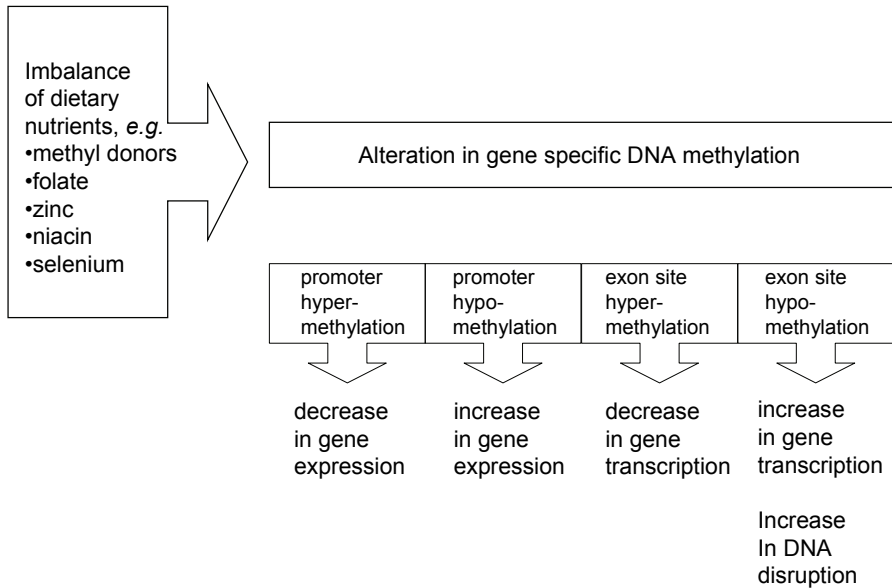 Imbalance
of dietary
nutrients, e.g.
•methyl donors
•folate
•zinc
•niacin
•selenium
Alteration in gene specific DNA methylation
promoter
hyper-
methylation
promoter
hypo-
methylation
exon site
hyper-
methylation
exon site
hypo-
methylation
decrease
in gene
expression
increase
in gene
expression
decrease
in gene
transcription
increase
in gene
transcription
Increase
In DNA
disruption